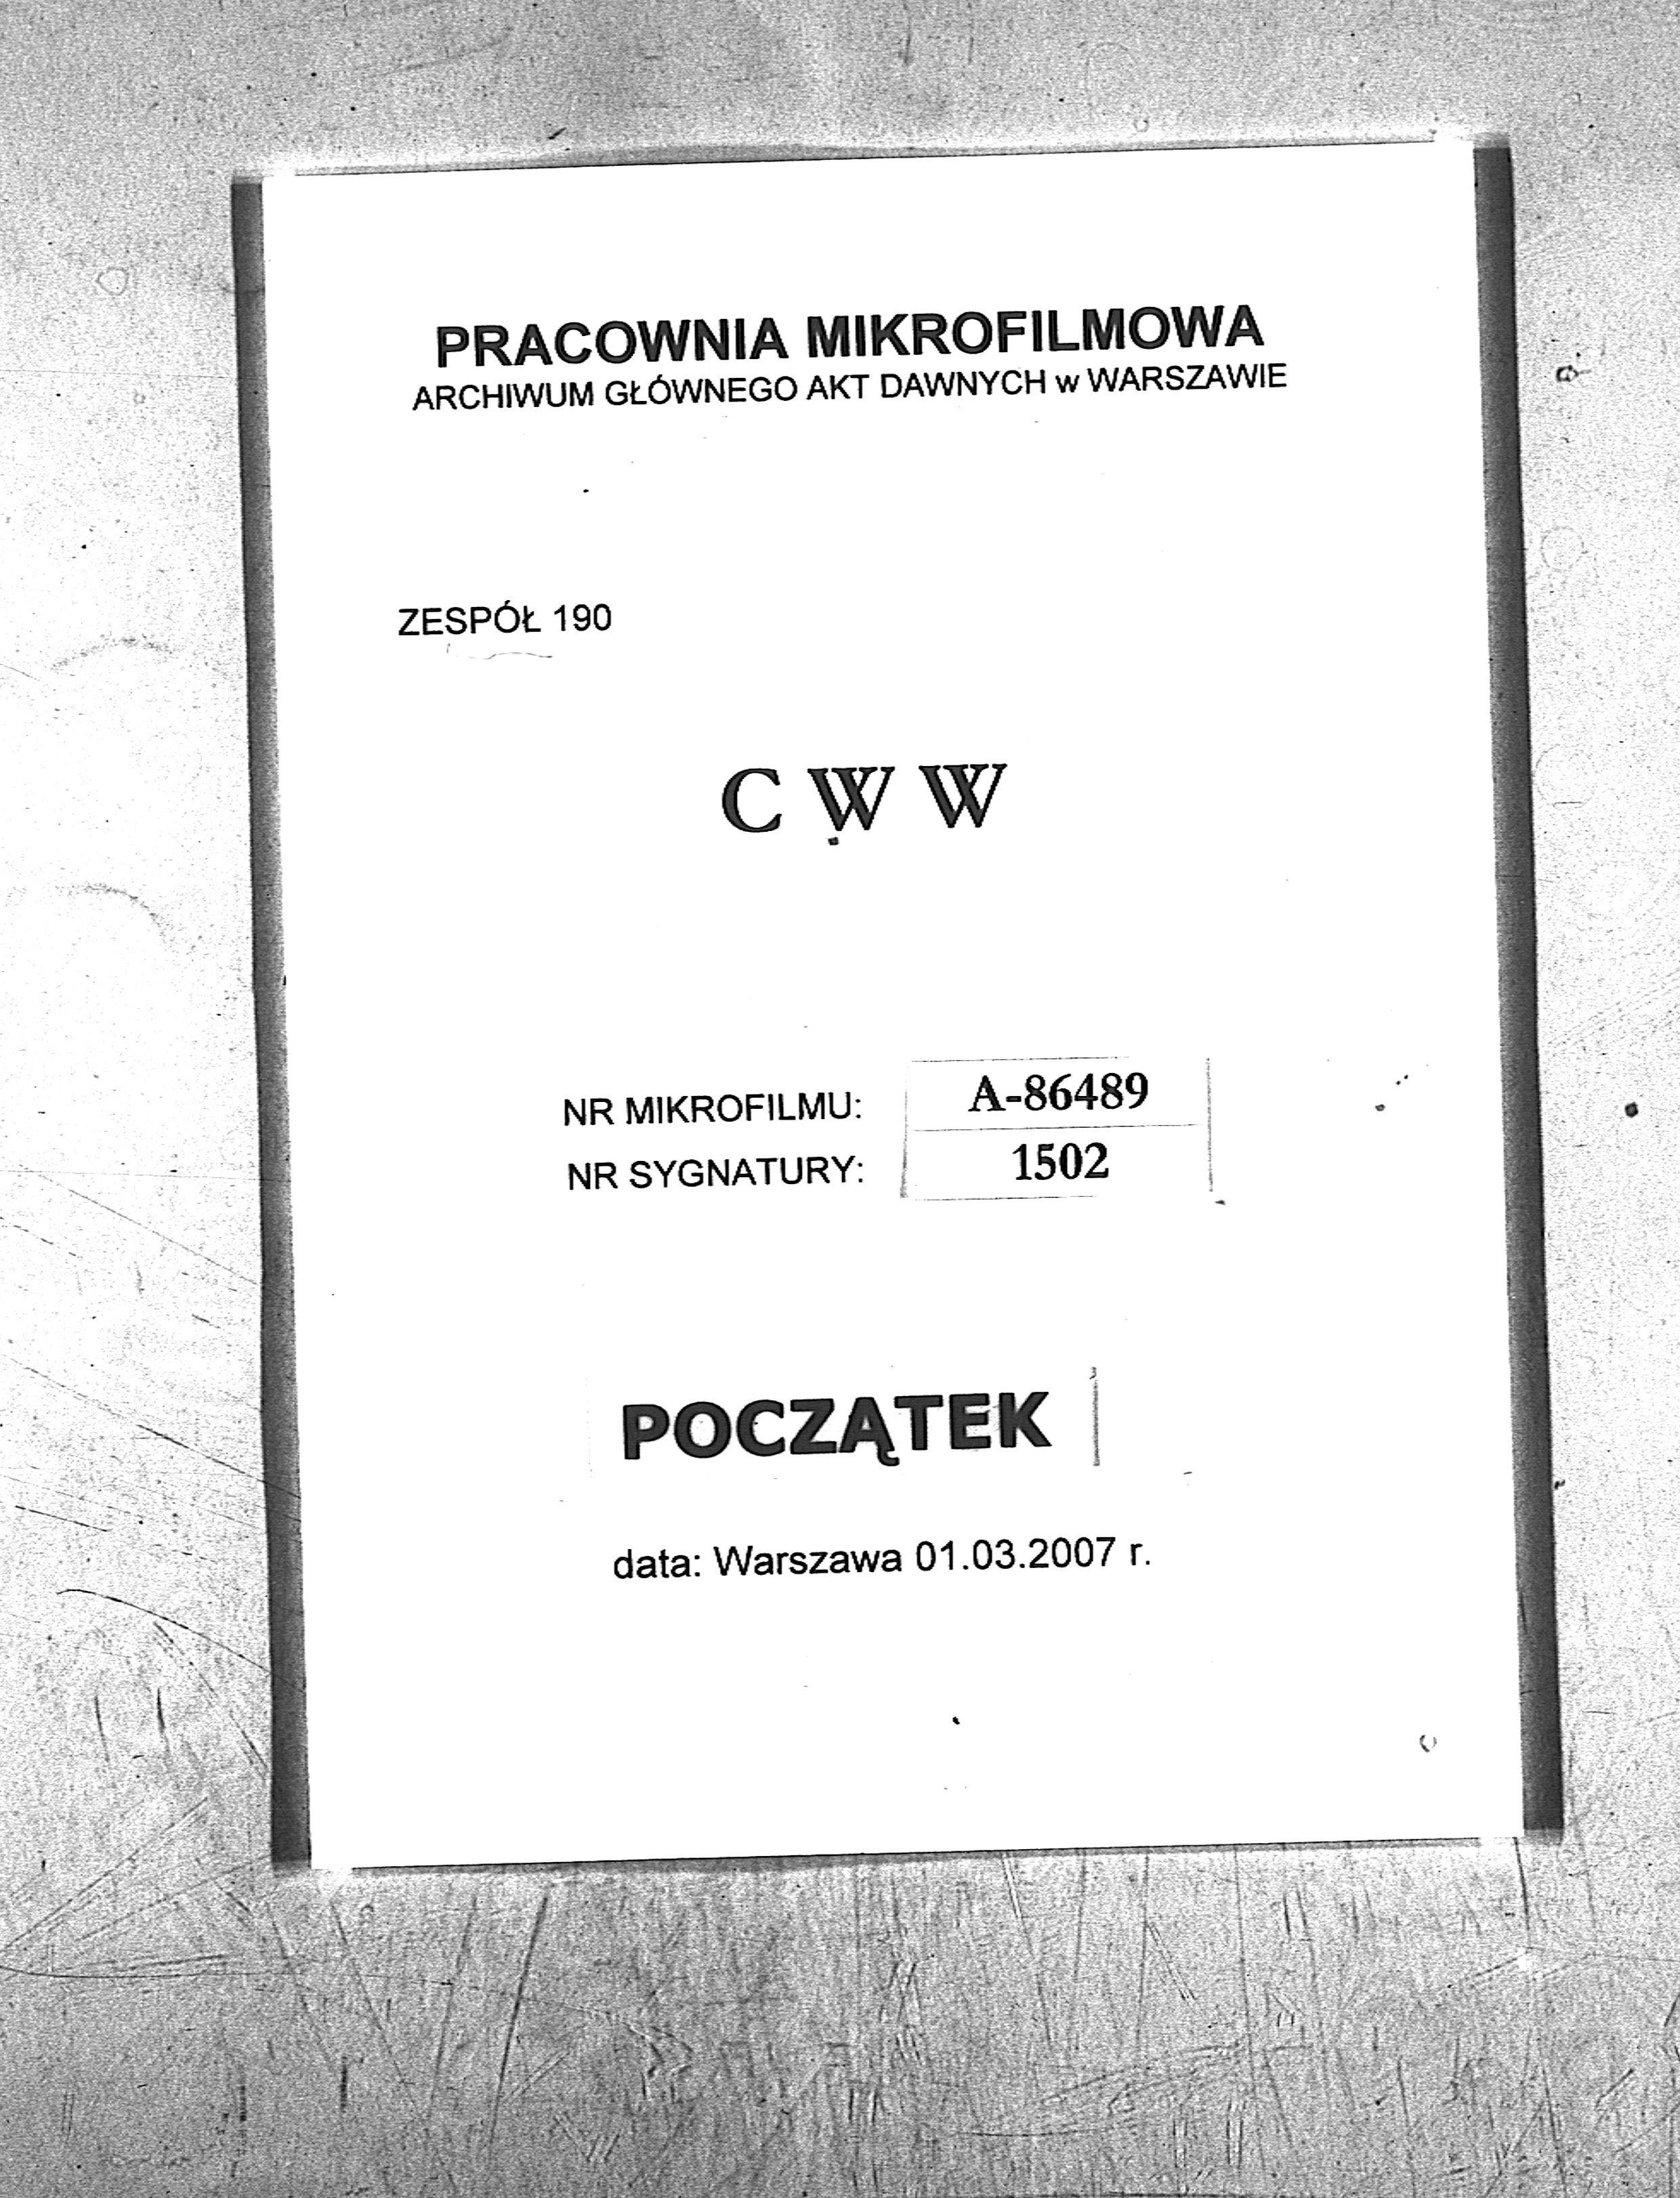 PRACOWNIA MIKROFILMOWA
ARCHIWUM GŁÓWNEGO AKT DAWNYCH w WARSZAWIE
ZESPÓŁ 190
C W W
NR MIKROFILMU: A-86489
NR SYGNATURY: 1502
POCZĄTEK
data: Warszawa 01.03.2007 r.